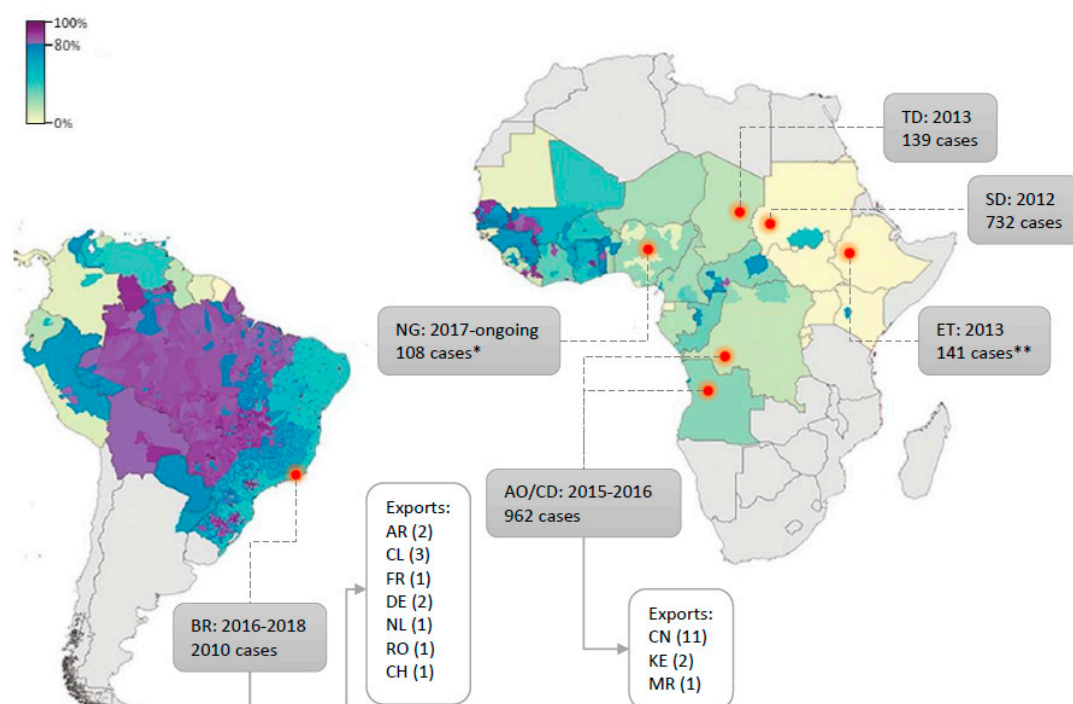 100%
80%
0%
TD: 2013
139 cases
SD: 2012
732 cases
NG: 2017-ongoing
108 cases*
ET: 2013
141 cases**
AO/CD: 2015-2016
962 cases
Exports:
AR (2)
CL (3)
FR (1)
DE (2)
NL (1)
RO (1)
CH (1)
BR: 2016-2018
2010 cases
Exports:
CN (11)
KE (2)
MR (1)